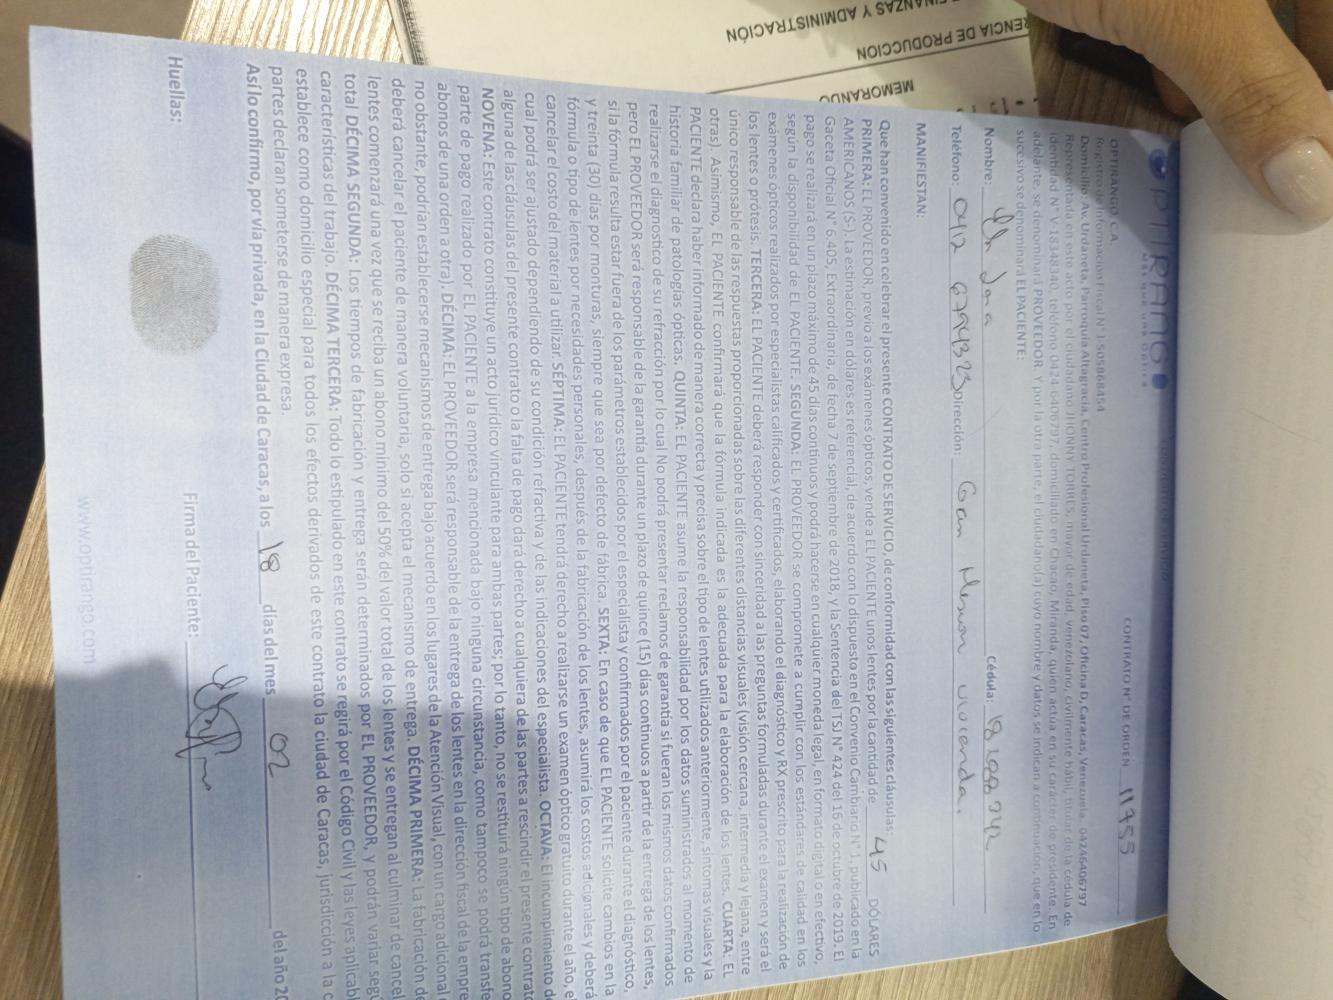 OPTIRANGO
MÁS QUE UNA ÓPTICA
CONTRATO N° DE ORDEN 11955
OPTIRANGO C.A.
Registro de Información Fiscal N° J-505868454
Domicilio: Av. Urdaneta, Parroquia Altagracia, Centro Profesional Urdaneta, Piso 07, Oficina D, Caracas, Venezuela. 04246406797
Representada en este acto por el ciudadano JHONNY TORRES, mayor de edad, venezolano, civilmente hábil, titular de la cédula de
identidad N° V-18348340, teléfono 0424-6406797, domiciliado en Chacao, Miranda, quien actúa en su carácter de presidente. En
adelante, se denominará PROVEEDOR. Y por la otra parte, el ciudadano(a) cuyo nombre y datos se indican a continuación, que en lo
sucesivo se denominará EL PACIENTE:
Nombre: Cédula:
Teléfono: Dirección: Gran Mision vivienda.
MANIFIESTAN:
Que han convenido en celebrar el presente CONTRATO DE SERVICIO, de conformidad con las siguientes cláusulas:
PRIMERA: EL PROVEEDOR, previo a los exámenes ópticos, vende a EL PACIENTE unos lentes por la cantidad de 45 DÓLARES
AMERICANOS ($-). La estimación en dólares es referencial, de acuerdo con lo dispuesto en el Convenio Cambiario N° 1, publicado en la
Gaceta Oficial N° 6.405, Extraordinaria, de fecha 7 de septiembre de 2018, y la Sentencia del TSJ N° 424 del 16 de octubre de 2019. El
pago se realizará en un plazo máximo de 45 días continuos y podrá hacerse en cualquier moneda legal, en formato digital o en efectivo,
según la disponibilidad de EL PACIENTE. SEGUNDA: EL PROVEEDOR se compromete a cumplir con los estándares de calidad en los
exámenes ópticos realizados por especialistas calificados y certificados, elaborando el diagnóstico y RX prescrito para la realización de
los lentes o prótesis. TERCERA: EL PACIENTE deberá responder con sinceridad a las preguntas formuladas durante el examen y será el
único responsable de las respuestas proporcionadas sobre las diferentes distancias visuales (visión cercana, intermedia y lejana, entre
otras). Asimismo, EL PACIENTE confirmará que la fórmula indicada es la adecuada para la elaboración de los lentes. CUARTA: EL
PACIENTE declara haber informado de manera correcta y precisa sobre el tipo de lentes utilizados anteriormente, síntomas visuales y la
historia familiar de patologías ópticas. QUINTA: EL PACIENTE asume la responsabilidad por los datos suministrados al momento de
realizarse el diagnostico de su refracción por lo cual No podrá presentar reclamos de garantía si fueran los mismos datos confirmados
pero EL PROVEEDOR será responsable de la garantía durante un plazo de quince (15) días continuos a partir de la entrega de los lentes,
y treinta (30) días por monturas, siempre que sea por defecto de fábrica. SEXTA: En caso de que EL PACIENTE solicite cambios en la
si la fórmula resulta estar fuera de los parámetros establecidos por el especialista y confirmados por el paciente durante el diagnóstico,
fórmula o tipo de lentes por necesidades personales, después de la fabricación de los lentes, asumirá los costos adicionales y deberá
cancelar el costo del material a utilizar. SÉPTIMA: EL PACIENTE tendrá derecho a realizarse un examen óptico gratuito durante el año, el
cual podrá ser ajustado dependiendo de su condición refractiva y de las indicaciones del especialista. OCTAVA: El incumplimiento de
alguna de las cláusulas del presente contrato o la falta de pago dará derecho a cualquiera de las partes a rescindir el presente contrato
NOVENA: Este contrato constituye un acto jurídico vinculante para ambas partes; por lo tanto, no se restituirá ningún tipo de abono
parte de pago realizado por EL PACIENTE a la empresa mencionada bajo ninguna circunstancia, como tampoco se podrá transfe
abonos de una orden a otra). DÉCIMA: EL PROVEEDOR será responsable de la entrega de los lentes en la dirección fiscal de la empre
no obstante, podrían establecerse mecanismos de entrega bajo acuerdo en los lugares de la Atención Visual, con un cargo adicional
deberá cancelar el paciente de manera voluntaria, solo si acepta el mecanismo de entrega. DÉCIMA PRIMERA: La fabricación de
lentes comenzará una vez que se reciba un abono mínimo del 50% del valor total de los lentes y se entregan al culminar de cancel
total DÉCIMA SEGUNDA: Los tiempos de fabricación y entrega serán determinados por EL PROVEEDOR, y podrán variar segú
características del trabajo. DÉCIMA TERCERA: Todo lo estipulado en este contrato se regirá por el Código Civil y las leyes aplicabl
establece como domicilio especial para todos los efectos derivados de este contrato la ciudad de Caracas, jurisdicción a la c
partes declaran someterse de manera expresa.
Así lo confirmo, por vía privada, en la Ciudad de Caracas, a los 18 días del mes 02 del año 20
Huellas:
Firma del Paciente:
www.optirango.com
MEMORANDO
RENCIA DE PRODUCCION
FINANZAS Y ADMINISTRACIÓN